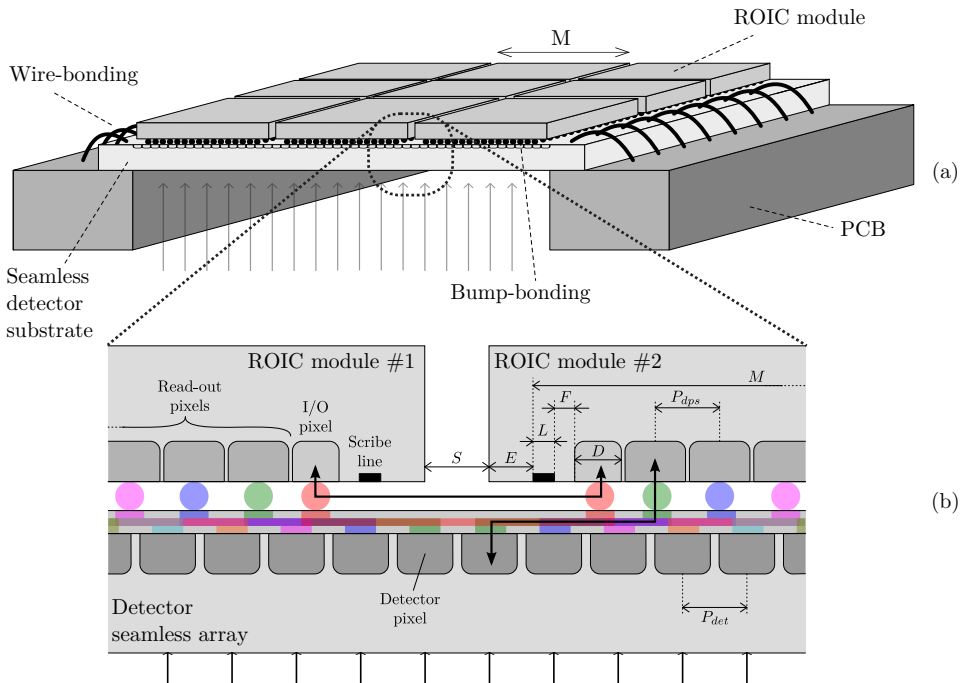 M
ROIC module
Wire-bonding
(a)
PCB
Seamless
detector
substrate
Bump-bonding
ROIC module #1
ROIC module #2
M
Read-out
pixels
I/O
pixel
Scribe
line
F
P_dps
L
S
E
D
(b)
Detector
pixel
P_det
Detector
seamless array